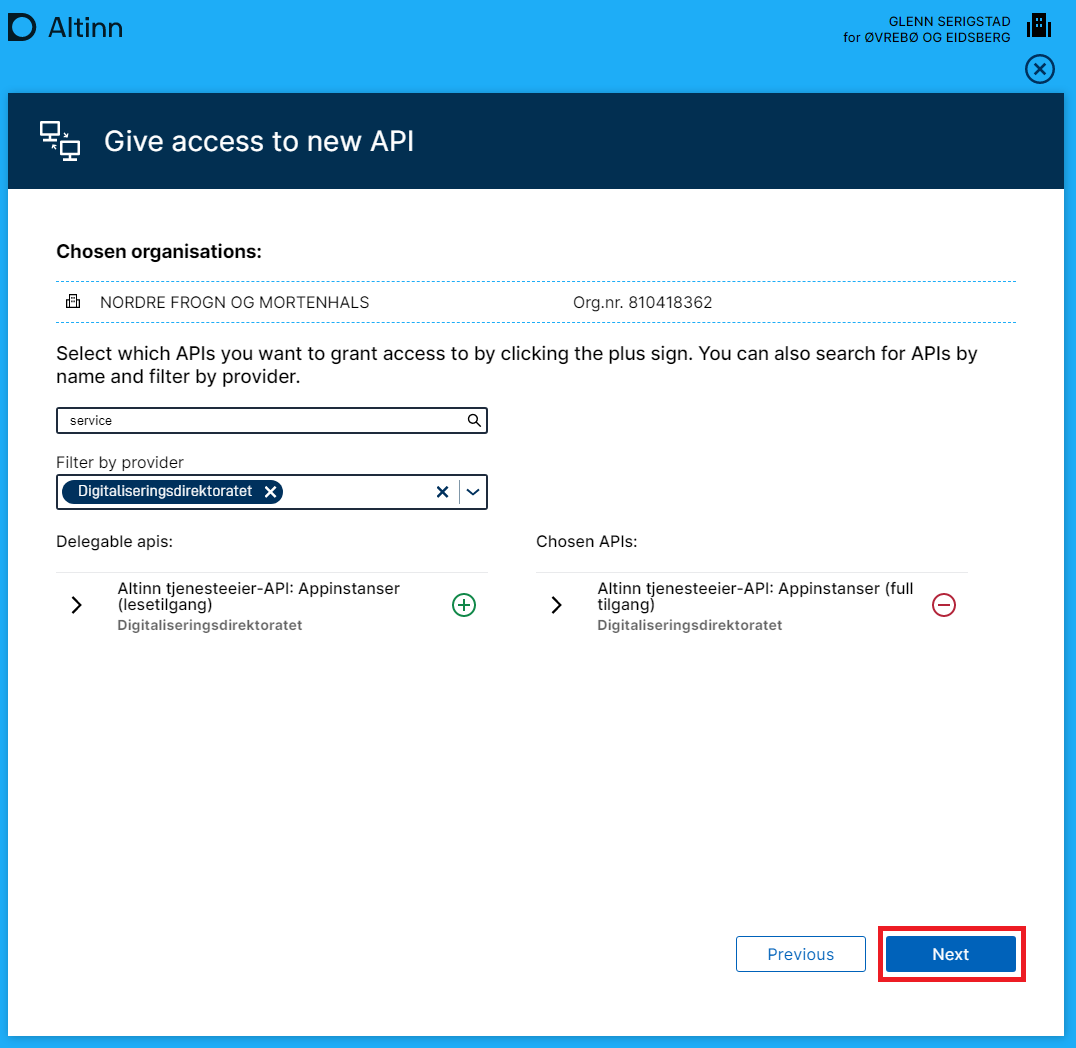 Altinn
GLENN SERIGSTAD
for ØVREBØ OG EIDSBERG
Give access to new API
Chosen organisations:
NORDRE FROGN OG MORTENHALS Org.nr. 810418362
Select which APIs you want to grant access to by clicking the plus sign. You can also search for APIs by
name and filter by provider.
service
Filter by provider
Digitaliseringsdirektoratet
Delegable apis:
Altinn tjenesteeier-API: Appinstanser
(lesetilgang)
Digitaliseringsdirektoratet
Chosen APIs:
Altinn tjenesteeier-API: Appinstanser (full
tilgang)
Digitaliseringsdirektoratet
Previous
Next